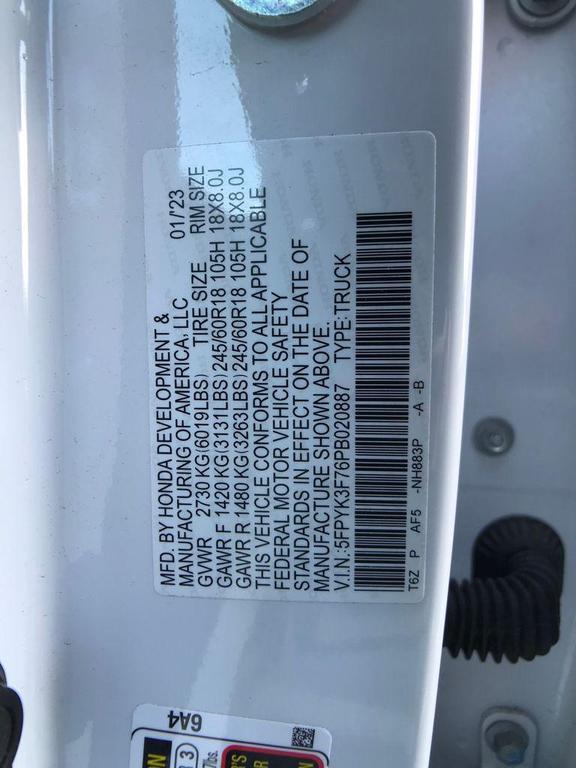 MFD. BY HONDA DEVELOPMENT &
MANUFACTURING OF AMERICA, LLC 01/'23
GVWR 2730 KG(6019LBS) TIRE SIZE RIM SIZE
GAWR F 1420 KG(3131LBS)245/60R18 105H 18X8.0J
GAWR R 1480 KG(3263LBS)245/60R18 105H 18X8.0J
THIS VEHICLE CONFORMS TO ALL APPLICABLE
FEDERAL MOTOR VEHICLE SAFETY
STANDARDS IN EFFECT ON THE DATE OF
MANUFACTURE SHOWN ABOVE.
V.I.N.:5FPYK3F76PB020887 TYPE:TRUCK
T6Z P AF5 -NH883P -A -B
6A4